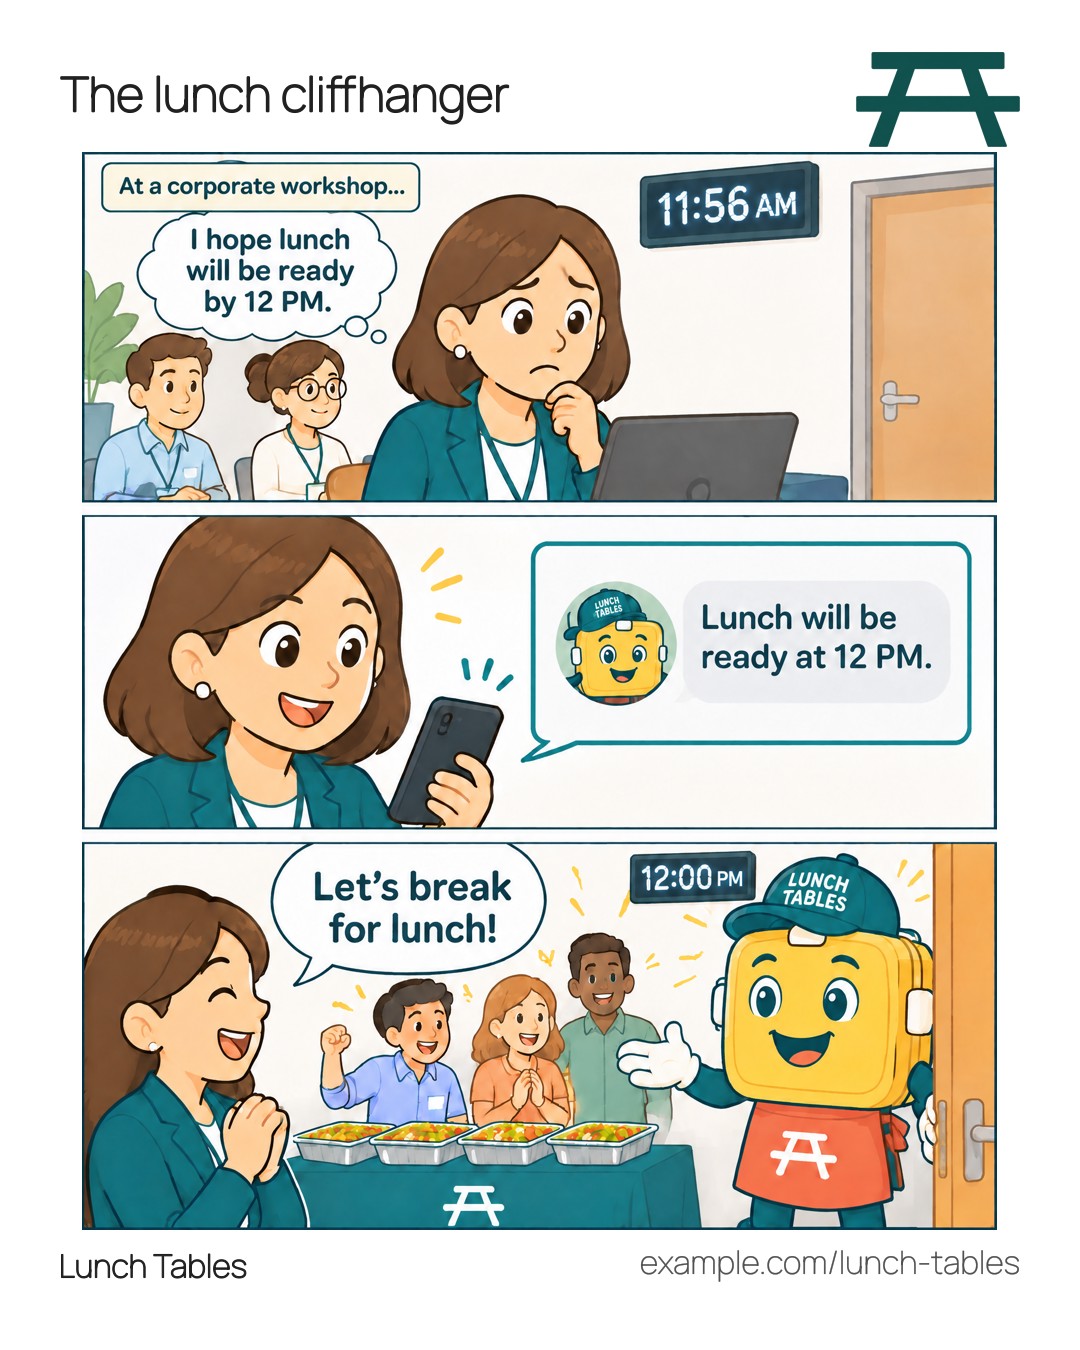 The lunch cliffhanger
At a corporate workshop...
11:56 AM
I hope lunch
will be ready
by 12 PM.
LUNCH
TABLES
Lunch will be
ready at 12 PM.
Let's break
for lunch!
12:00 PM
LUNCH
TABLES
Lunch Tables
example.com/lunch-tables